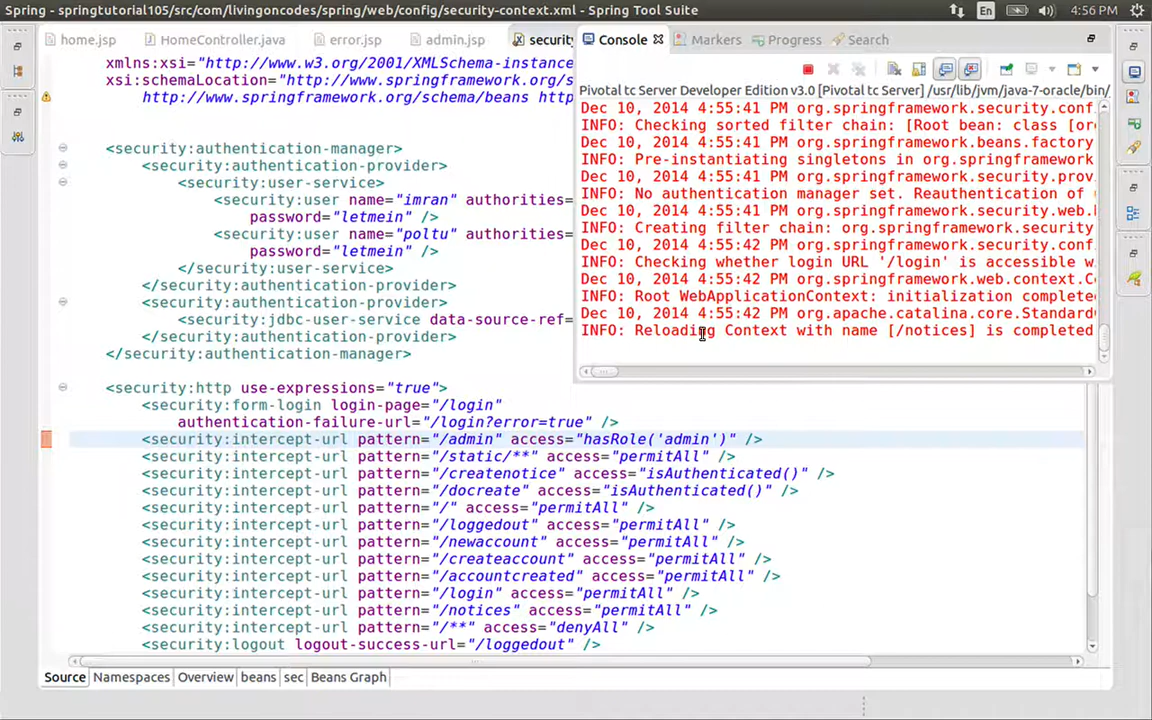 Spring - springtutorial105/src/com/livingoncodes/spring/web/config/security-context.xml - Spring Tool Suite
En
4:56 PM
home.jsp
HomeController.java
error.jsp
admin.jsp
security
Console
Markers
Progress
Search
Pivotal tc Server Developer Edition v3.0 [Pivotal tc Server] /usr/lib/jvm/java-7-oracle/bin/
Dec 10, 2014 4:55:41 PM org.springframework.security.conf
INFO: Checking sorted filter chain: [Root bean: class [or
Dec 10, 2014 4:55:41 PM org.springframework.beans.factory
INFO: Pre-instantiating singletons in org.springframework
Dec 10, 2014 4:55:41 PM org.springframework.security.prov
INFO: No authentication manager set. Reauthentication of
Dec 10, 2014 4:55:41 PM org.springframework.security.web.
INFO: Creating filter chain: org.springframework.security
Dec 10, 2014 4:55:42 PM org.springframework.security.conf
INFO: Checking whether login URL '/login' is accessible w
Dec 10, 2014 4:55:42 PM org.springframework.web.context.C
INFO: Root WebApplicationContext: initialization complete
Dec 10, 2014 4:55:42 PM org.apache.catalina.core.Standard
INFO: Reloading Context with name [/notices] is completed
xmlns:xsi="http://www.w3.org/2001/XMLSchema-instance
xsi:schemaLocation="http://www.springframework.org/s
http://www.springframework.org/schema/beans http
<security:authentication-manager>
<security:authentication-provider>
<security:user-service>
<security:user name="imran" authorities=
password="letmein" />
<security:user name="poltu" authorities=
password="letmein" />
</security:user-service>
</security:authentication-provider>
<security:authentication-provider>
<security:jdbc-user-service data-source-ref=
</security:authentication-provider>
</security:authentication-manager>
<security:http use-expressions="true">
<security:form-login login-page="/login"
authentication-failure-url="/login?error=true" />
<security:intercept-url pattern="/admin" access="hasRole('admin')" />
<security:intercept-url pattern="/static/**" access="permitAll" />
<security:intercept-url pattern="/createnotice" access="isAuthenticated()" />
<security:intercept-url pattern="/docreate" access="isAuthenticated()" />
<security:intercept-url pattern="/" access="permitAll" />
<security:intercept-url pattern="/loggedout" access="permitAll" />
<security:intercept-url pattern="/newaccount" access="permitAll" />
<security:intercept-url pattern="/createaccount" access="permitAll" />
<security:intercept-url pattern="/accountcreated" access="permitAll" />
<security:intercept-url pattern="/login" access="permitAll" />
<security:intercept-url pattern="/notices" access="permitAll" />
<security:intercept-url pattern="/**" access="denyAll" />
<security:logout logout-success-url="/loggedout" />
Source
Namespaces
Overview
beans
sec
Beans Graph